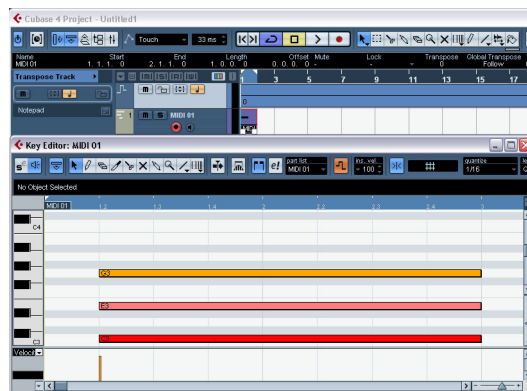 Cubase 4 Project - Untitled1
Touch 33 ms
Name Start End Length Offset Mute Lock Transpose Global Transpose
MIDI 01 1. 1. 1. 0 2. 1. 1. 0 1. 0. 0. 0 0. 0. 0. 0 - - 0 Follow
Transpose Track
1 3 5 7 9 11 13 15 17
0
Notepad
1 m S MIDI 01
Key Editor: MIDI 01
part list ins. vel. quantize
MIDI 01 100 1/16
No Object Selected
MIDI 01 1.2 1.3 1.4 2 2.2 2.3 2.4 3
C4
G3
E3
C3
Velocit